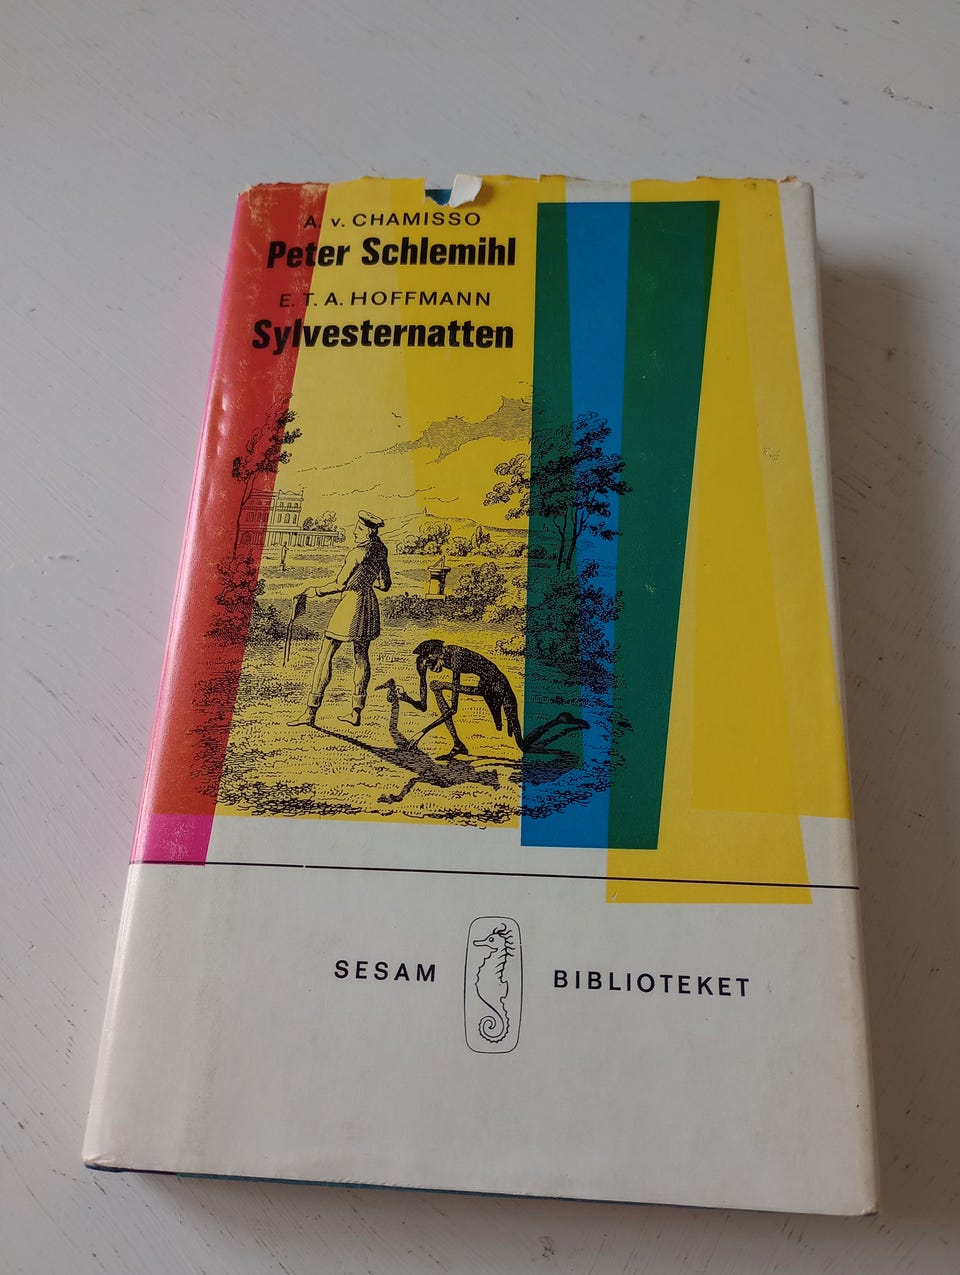 A. v. CHAMISSO
Peter Schlemihl
E. T. A. HOFFMANN
Sylvesternatten
SESAM BIBLIOTEKET